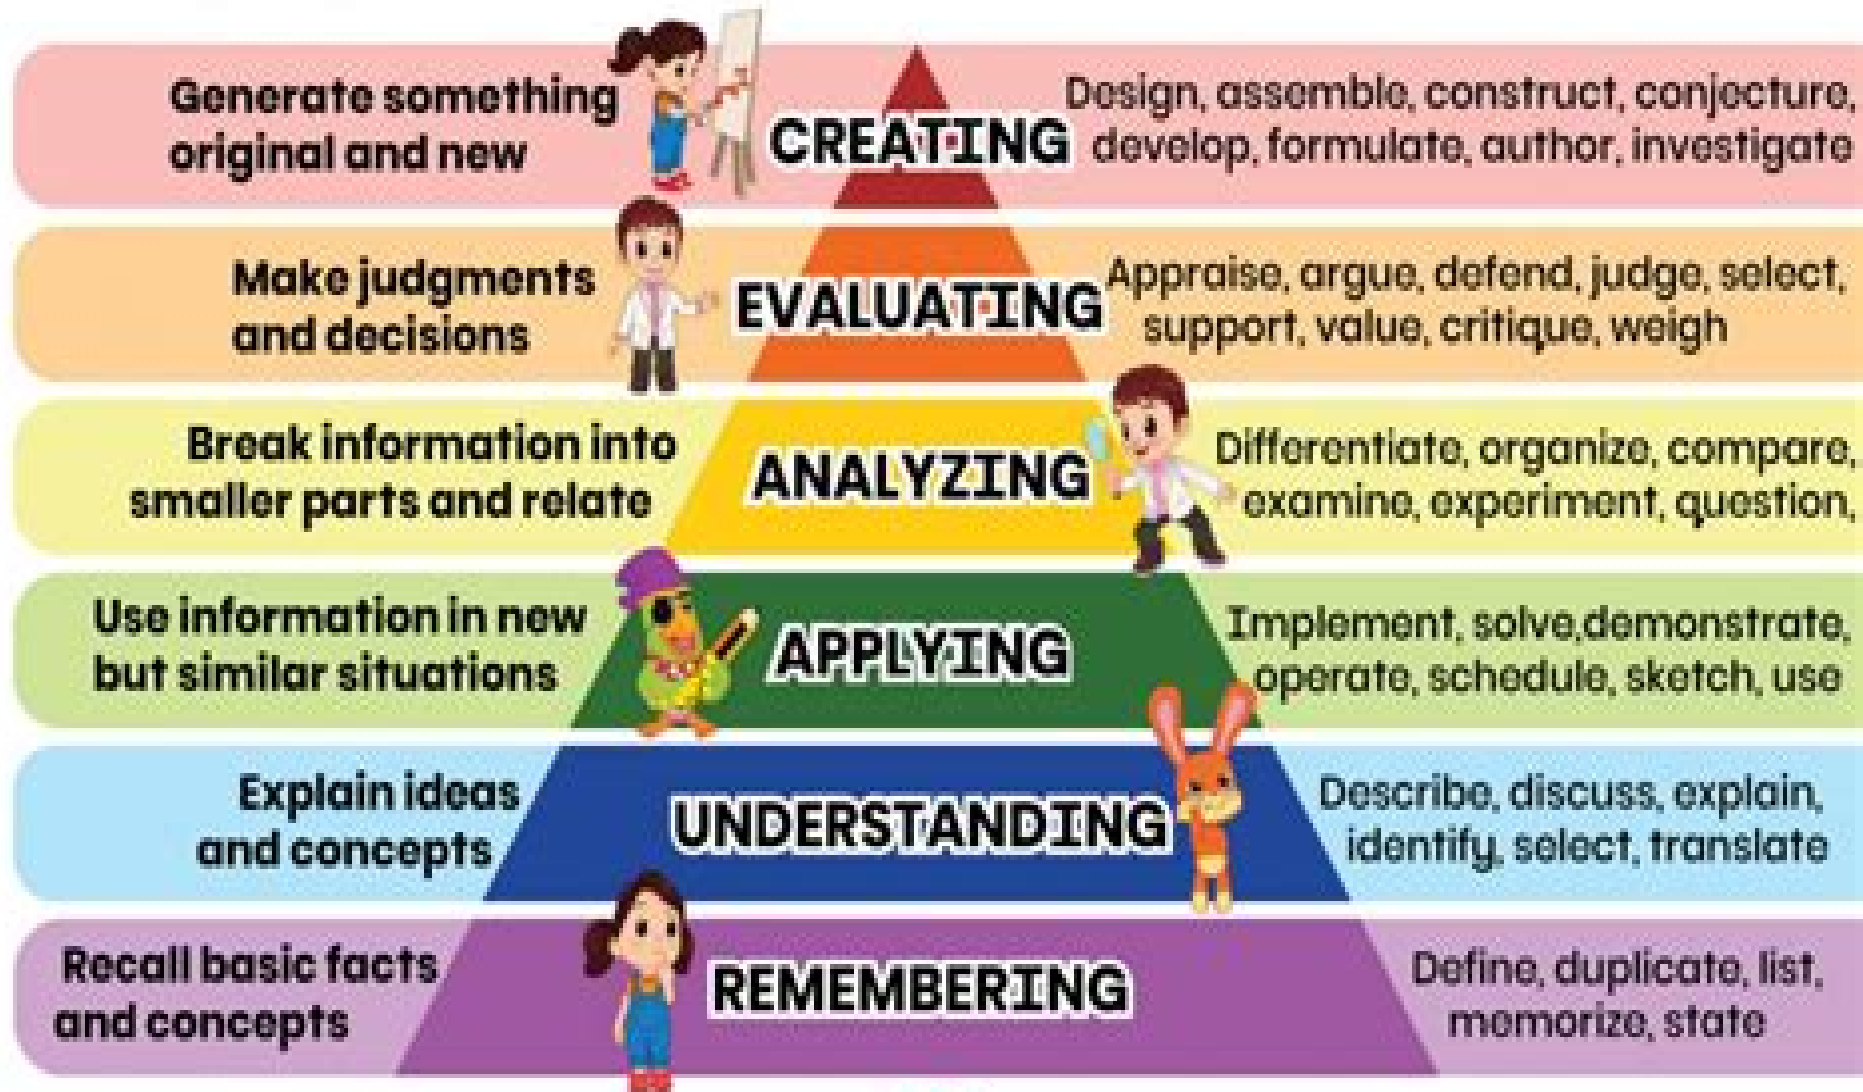 Generate something
original and new
CREATING
Design, assemble, construct, conjecture,
develop, formulate, author, investigate
Make judgments
and decisions
EVALUATING
Appraise, argue, defend, judge, select,
support, value, critique, weigh
Break information into
smaller parts and relate
ANALYZING
Differentiate, organize, compare,
examine, experiment, question,
Use information in new
but similar situations
APPLYING
Implement, solve,demonstrate,
operate, schedule, sketch, use
Explain ideas
and concepts
UNDERSTANDING
Describe, discuss, explain,
identify, select, translate
Recall basic facts
and concepts
REMEMBERING
Define, duplicate, list,
memorize, state